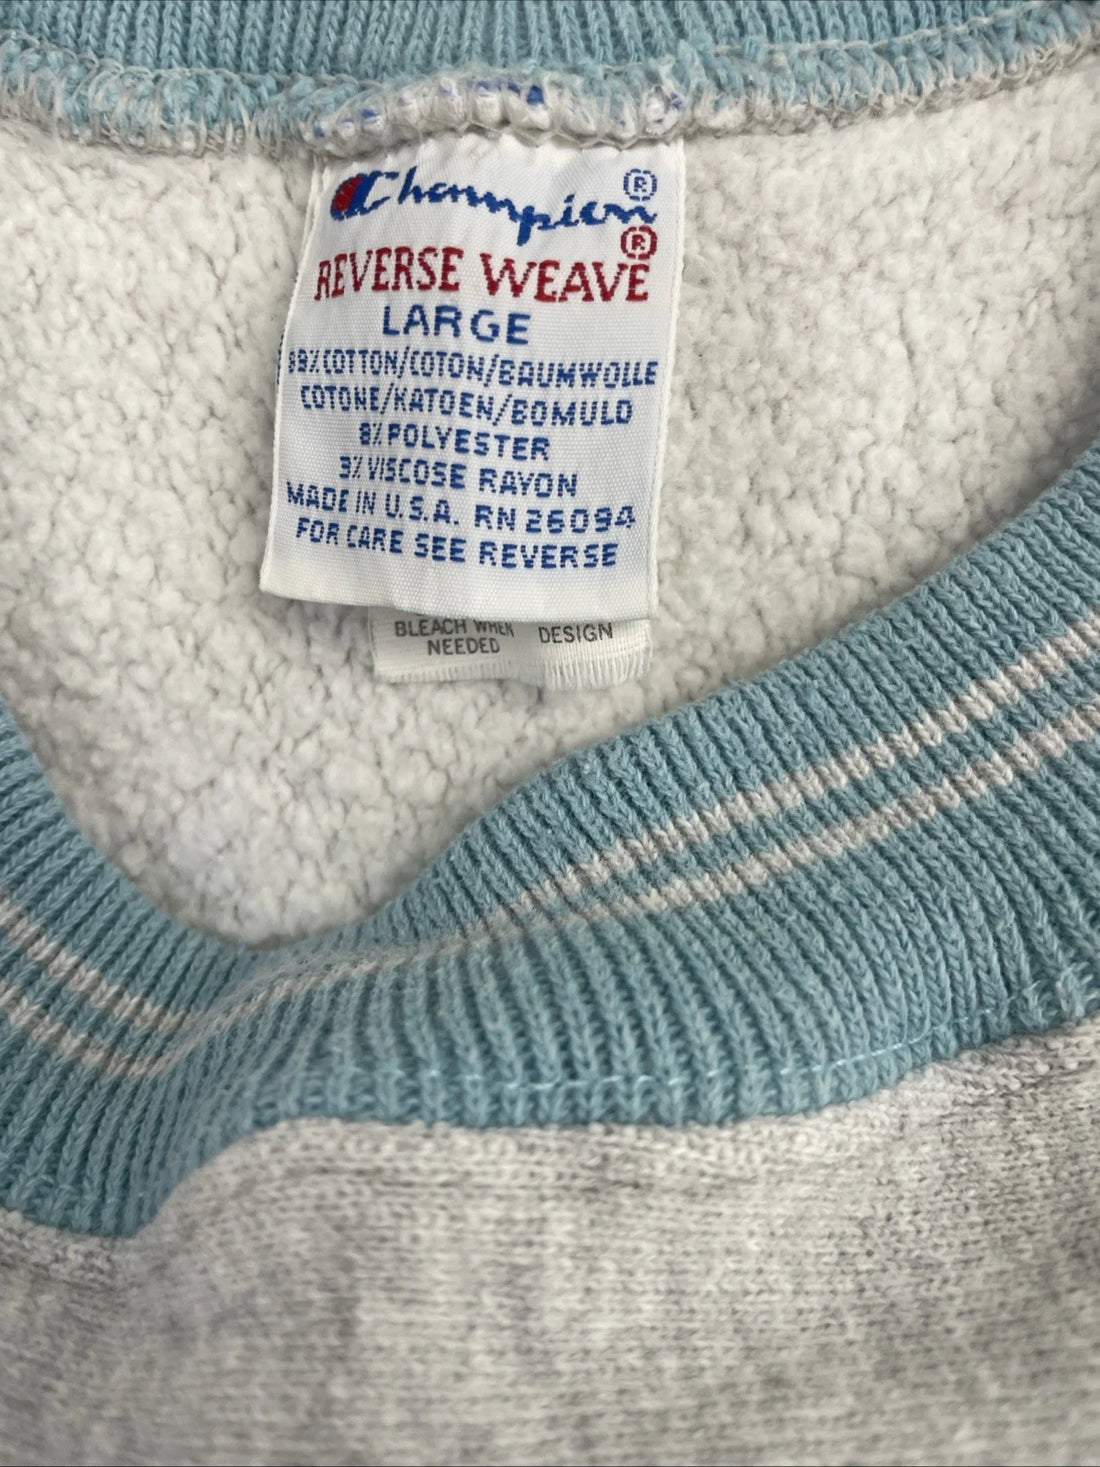 Champion®
REVERSE WEAVE®
LARGE
89% COTTON/COTON/BAUMWOLLE
COTONE/KATOEN/BOMULD
8% POLYESTER
3% VISCOSE RAYON
MADE IN U.S.A. RN 26094
FOR CARE SEE REVERSE
BLEACH WHEN DESIGN
NEEDED